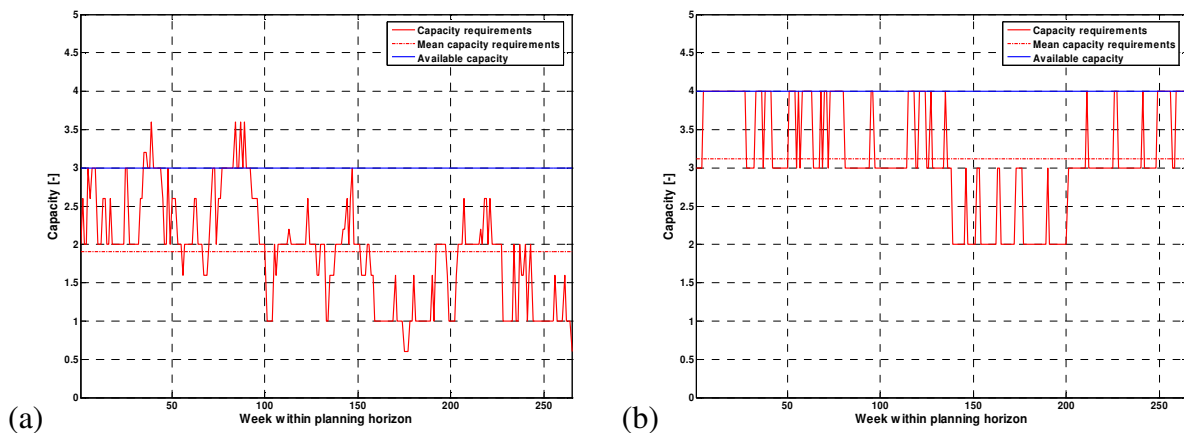 5
4.5
4
3.5
3
2.5
2
1.5
1
0.5
0
Capacity [-]
50
100
150
200
250
Week within planning horizon
Capacity requirements
Mean capacity requirements
Available capacity
(a)
5
4.5
4
3.5
3
2.5
2
1.5
1
0.5
0
Capacity [-]
50
100
150
200
250
Week within planning horizon
Capacity requirements
Mean capacity requirements
Available capacity
(b)